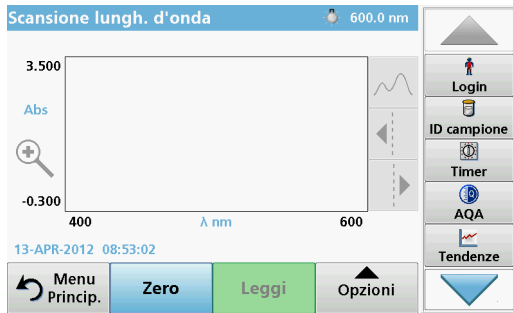 Scansione lungh. d'onda 600.0 nm
3.500
Abs
-0.300
400 λ nm 600
13-APR-2012 08:53:02
Menu
Princip.
Zero
Leggi
Opzioni
Login
ID campione
Timer
AQA
Tendenze